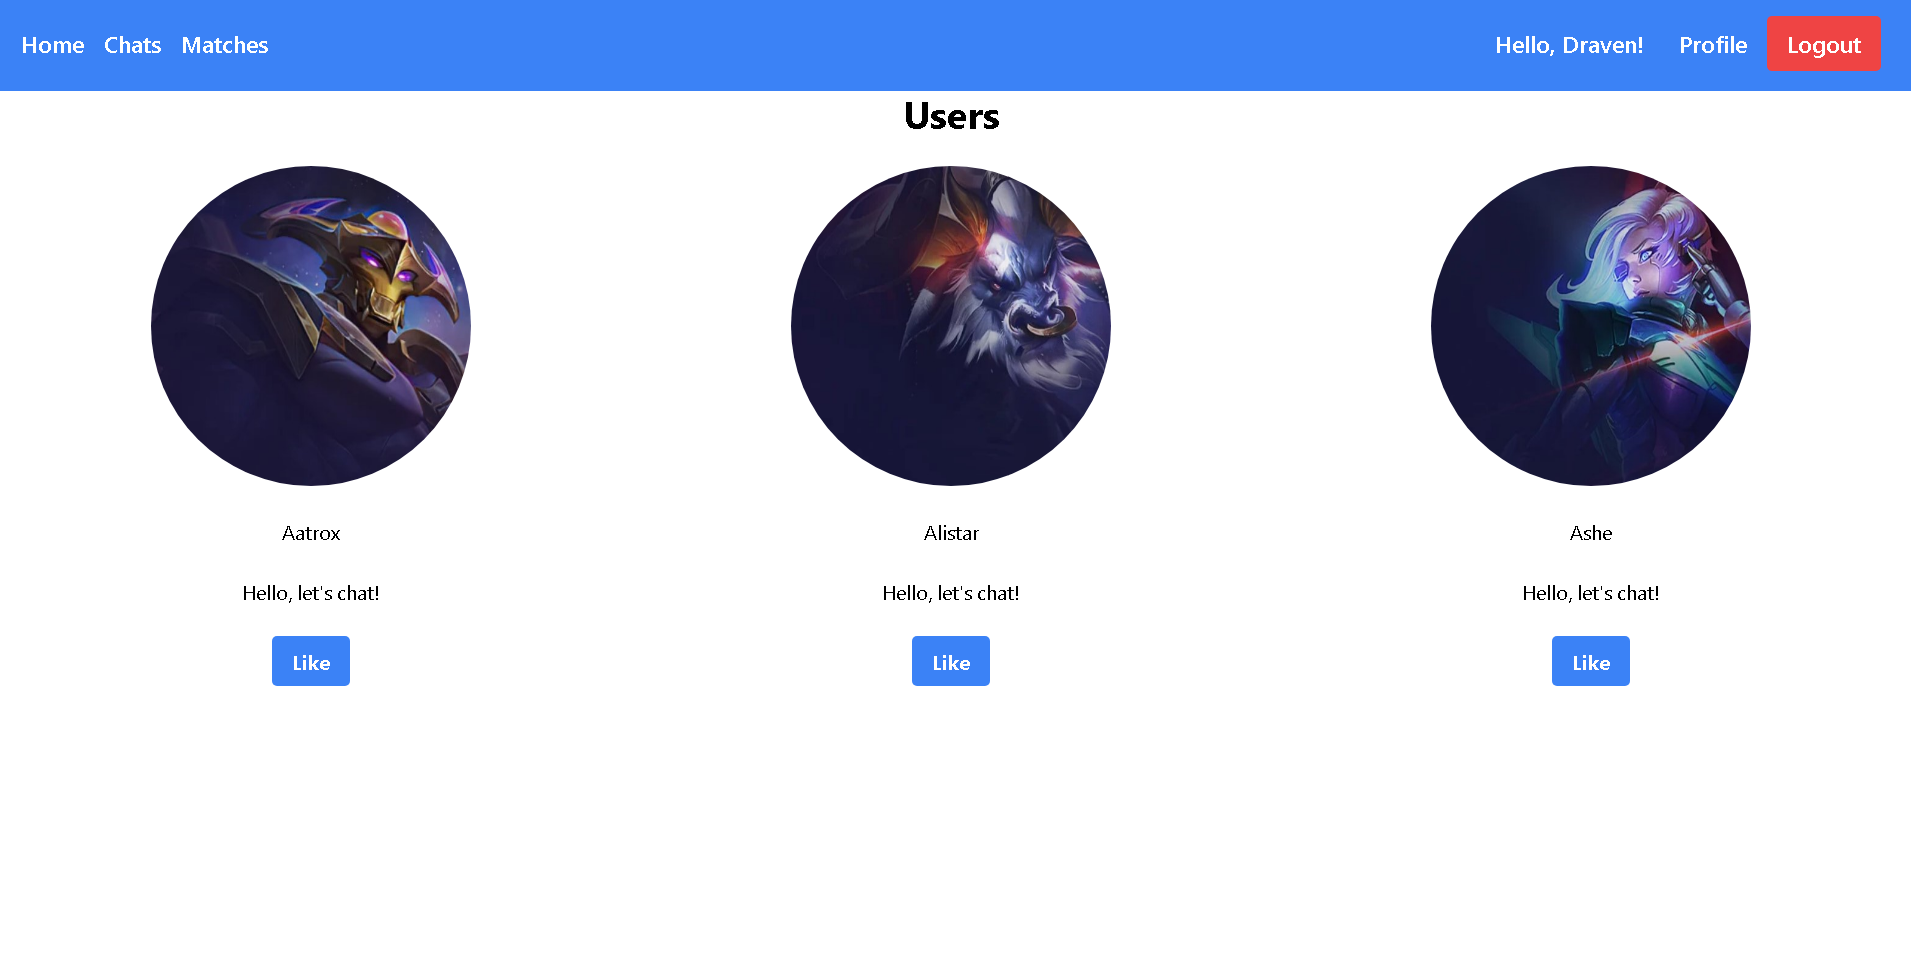 Home Chats Matches Hello, Draven! Profile Logout
Users
Aatrox Alistar Ashe
Hello, let's chat! Hello, let's chat! Hello, let's chat!
Like Like Like